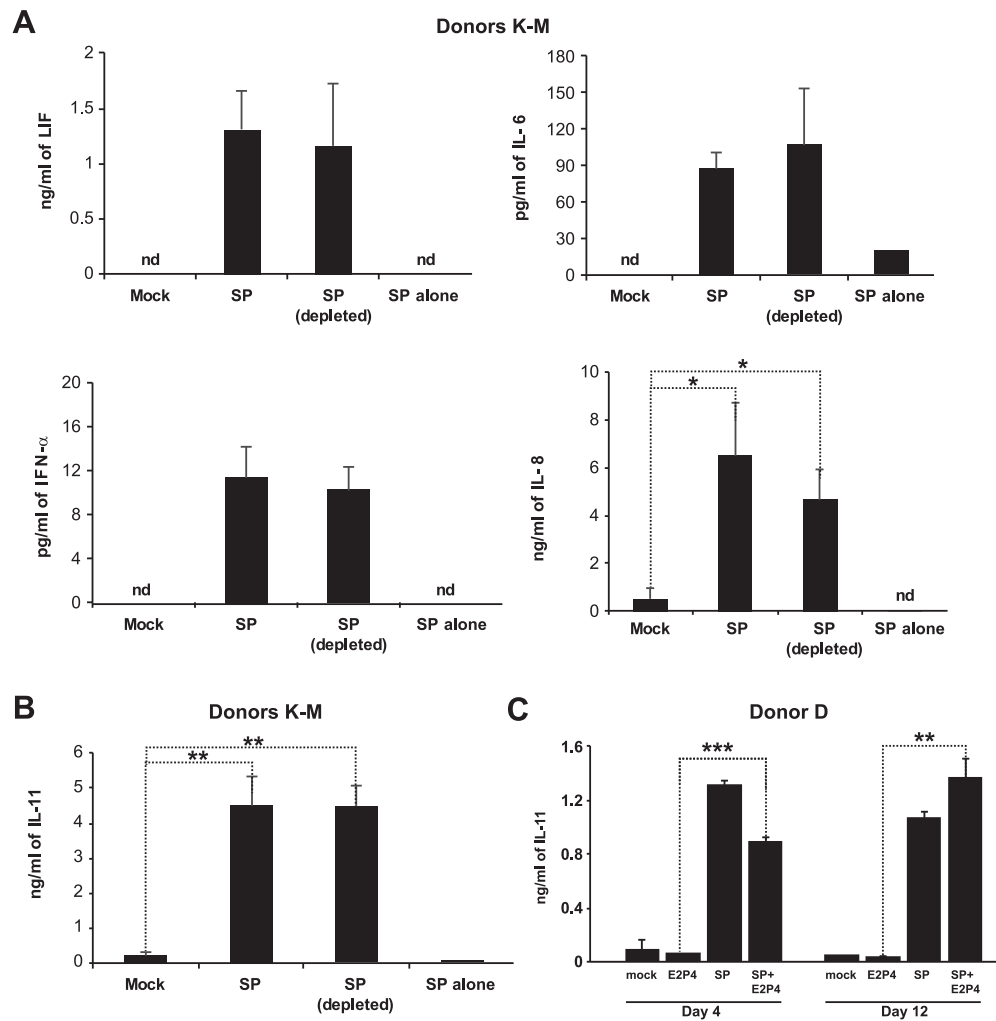 A
Donors K-M
ng/ml of LIF
2
1.5
1
0.5
0
nd
nd
Mock
SP
SP
(depleted)
SP alone
pg/ml of IL-6
180
150
120
90
60
30
0
nd
Mock
SP
SP
(depleted)
SP alone
pg/ml of IFN-α
20
16
12
8
4
0
nd
nd
Mock
SP
SP
(depleted)
SP alone
ng/ml of IL-8
10
8
6
4
2
0
*
*
nd
Mock
SP
SP
(depleted)
SP alone
B
Donors K-M
ng/ml of IL-11
6
5
4
3
2
1
0
**
**
Mock
SP
SP
(depleted)
SP alone
C
Donor D
ng/ml of IL-11
1.6
1.2
0.8
0.4
0
***
**
mock
E2P4
SP
SP+
E2P4
mock
E2P4
SP
SP+
E2P4
Day 4
Day 12